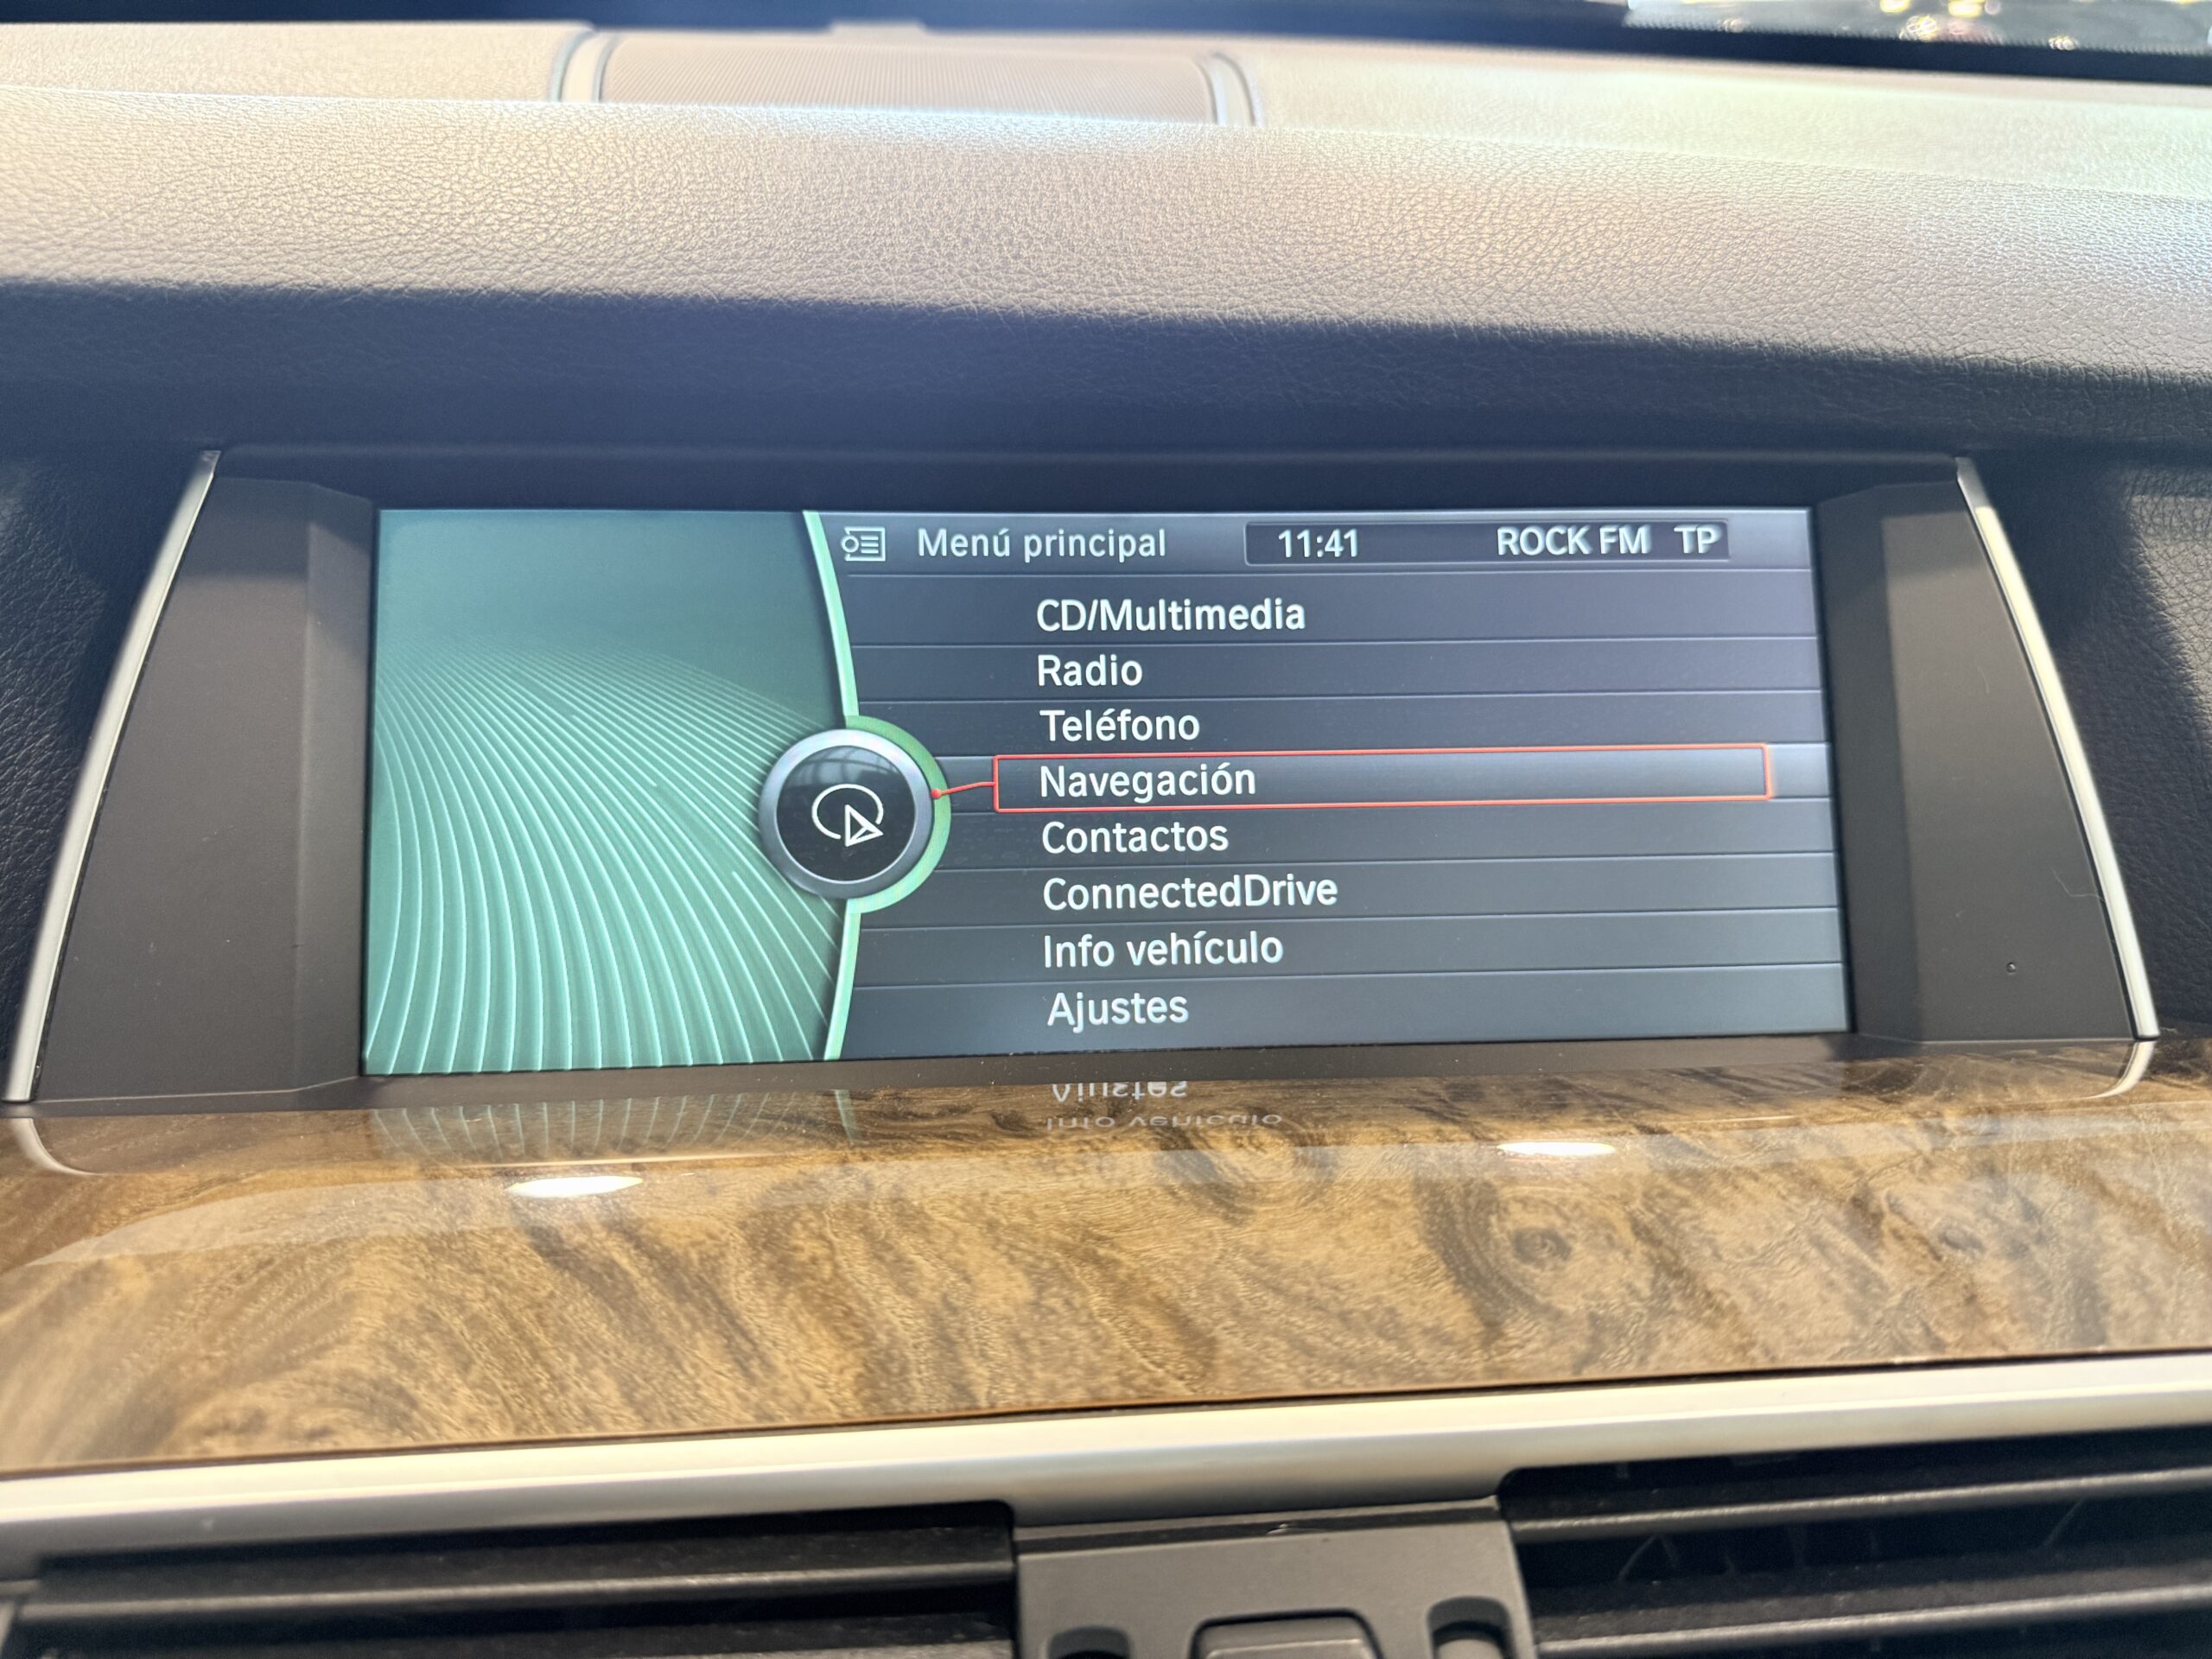 Menú principal 11:41 ROCK FM TP
CD/Multimedia
Radio
Teléfono
Navegación
Contactos
ConnectedDrive
Info vehículo
Ajustes